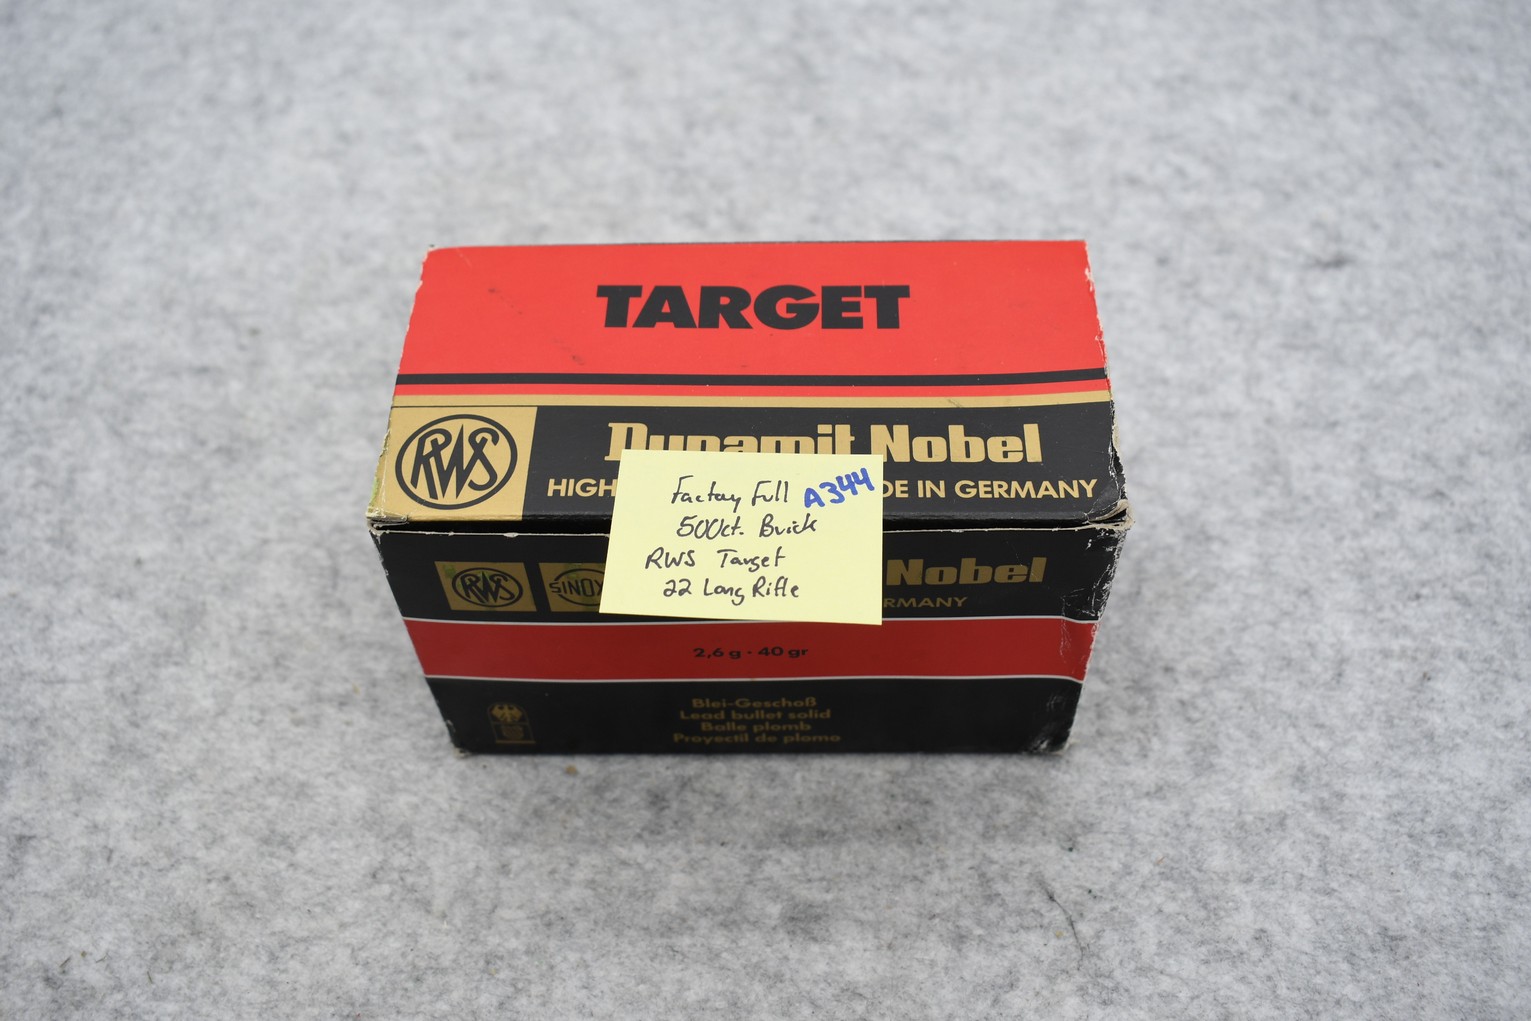 TARGET
RWS
Dynamit Nobel
HIGH DE IN GERMANY
Factory Full A344
500ct. Brick
RWS Target
22 Long Rifle
RWS SINOX Nobel
RMANY
2,6 g · 40 gr
Blei-Geschoß
Lead bullet solid
Balle plomb
Proyectil de plomo